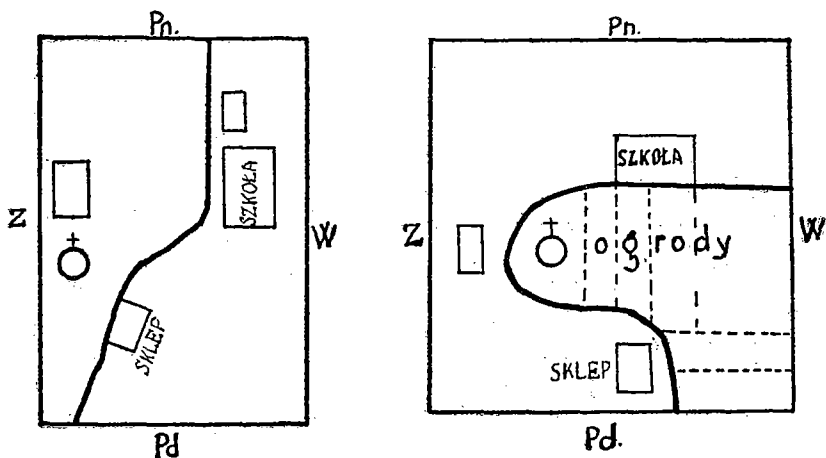 Pn.
Z
SZKOŁA
W
SKLEP
Pd
Pn.
SZKOŁA
Z
ogrody
W
SKLEP
Pd.